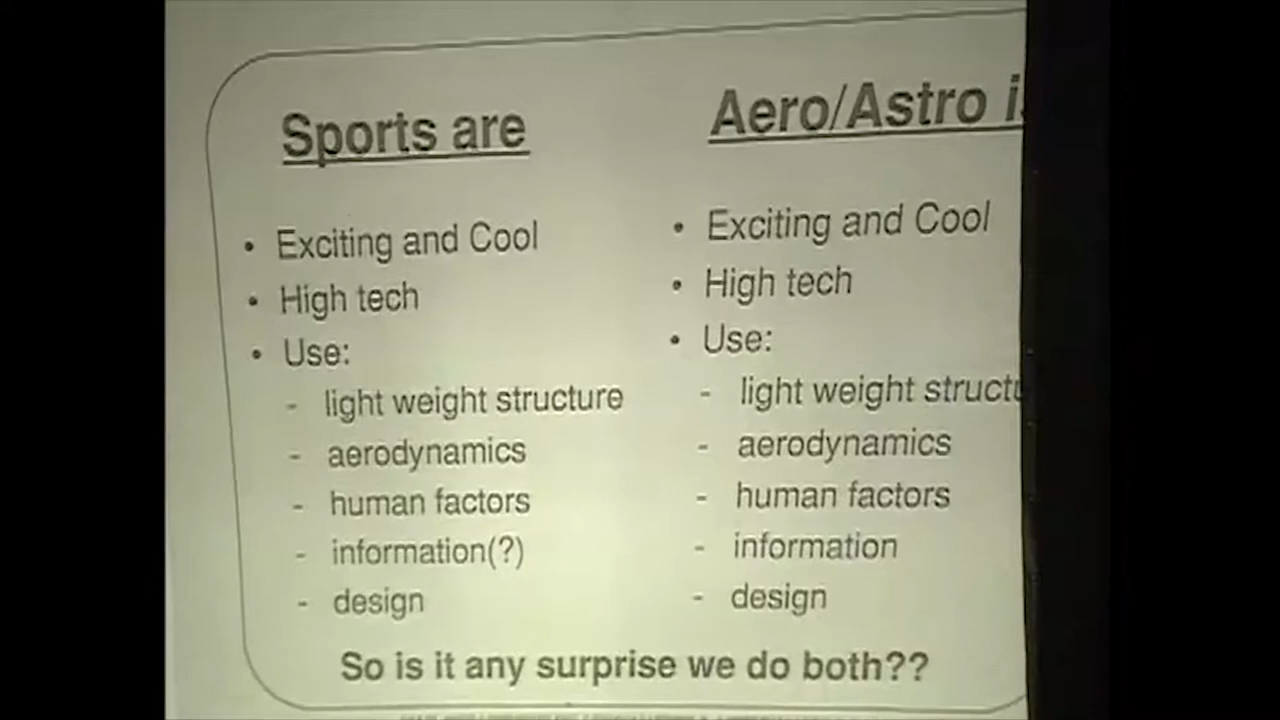 Sports are
• Exciting and Cool
• High tech
• Use:
- light weight structure
- aerodynamics
- human factors
- information(?)
- design
Aero/Astro
• Exciting and Cool
• High tech
• Use:
- light weight
- aerodynamics
- human factors
- information
- design
So is it any surprise we do both??